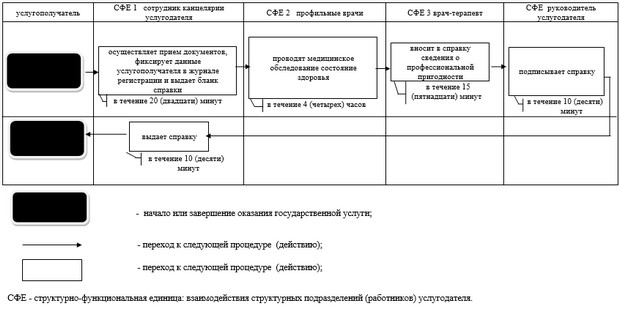 услугополучатель
СФЕ 1 сотрудник канцелярии
услугодателя
СФЕ 2 профильные врачи
СФЕ 3 врач-терапевт
СФЕ руководитель
услугодателя
осуществляет прием документов,
фиксирует данные
услугополучателя в журнале
регистрации и выдает бланк
справки
в течение 20 (двадцати) минут
проводят медицинское
обследование состояние
здоровья
в течение 4 (четырех) часов
вносит в справку
сведения о
профессиональной
пригодности
в течение 15
(пятнадцати) минут
подписывает справку
в течение 10 (десяти)
минут
выдает справку
в течение 10 (десяти)
минут
- начало или завершение оказания государственной услуги;
- переход к следующей процедуре (действию);
- переход к следующей процедуре (действию);
СФЕ - структурно-функциональная единица: взаимодействия структурных подразделений (работников) услугодателя.